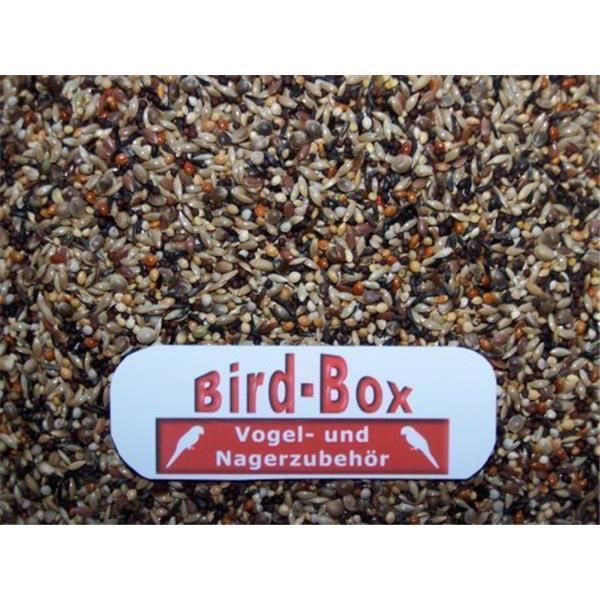 Bird-Box
Vogel- und
Nagerzubehör